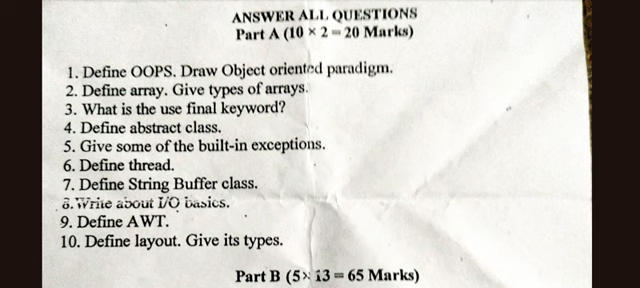 ANSWER ALL QUESTIONS
Part A (10 × 2 = 20 Marks)
1. Define OOPS. Draw Object oriented paradigm.
2. Define array. Give types of arrays.
3. What is the use final keyword?
4. Define abstract class.
5. Give some of the built-in exceptions.
6. Define thread.
7. Define String Buffer class.
8. Write about I/O basics.
9. Define AWT.
10. Define layout. Give its types.
Part B (5× 13 = 65 Marks)